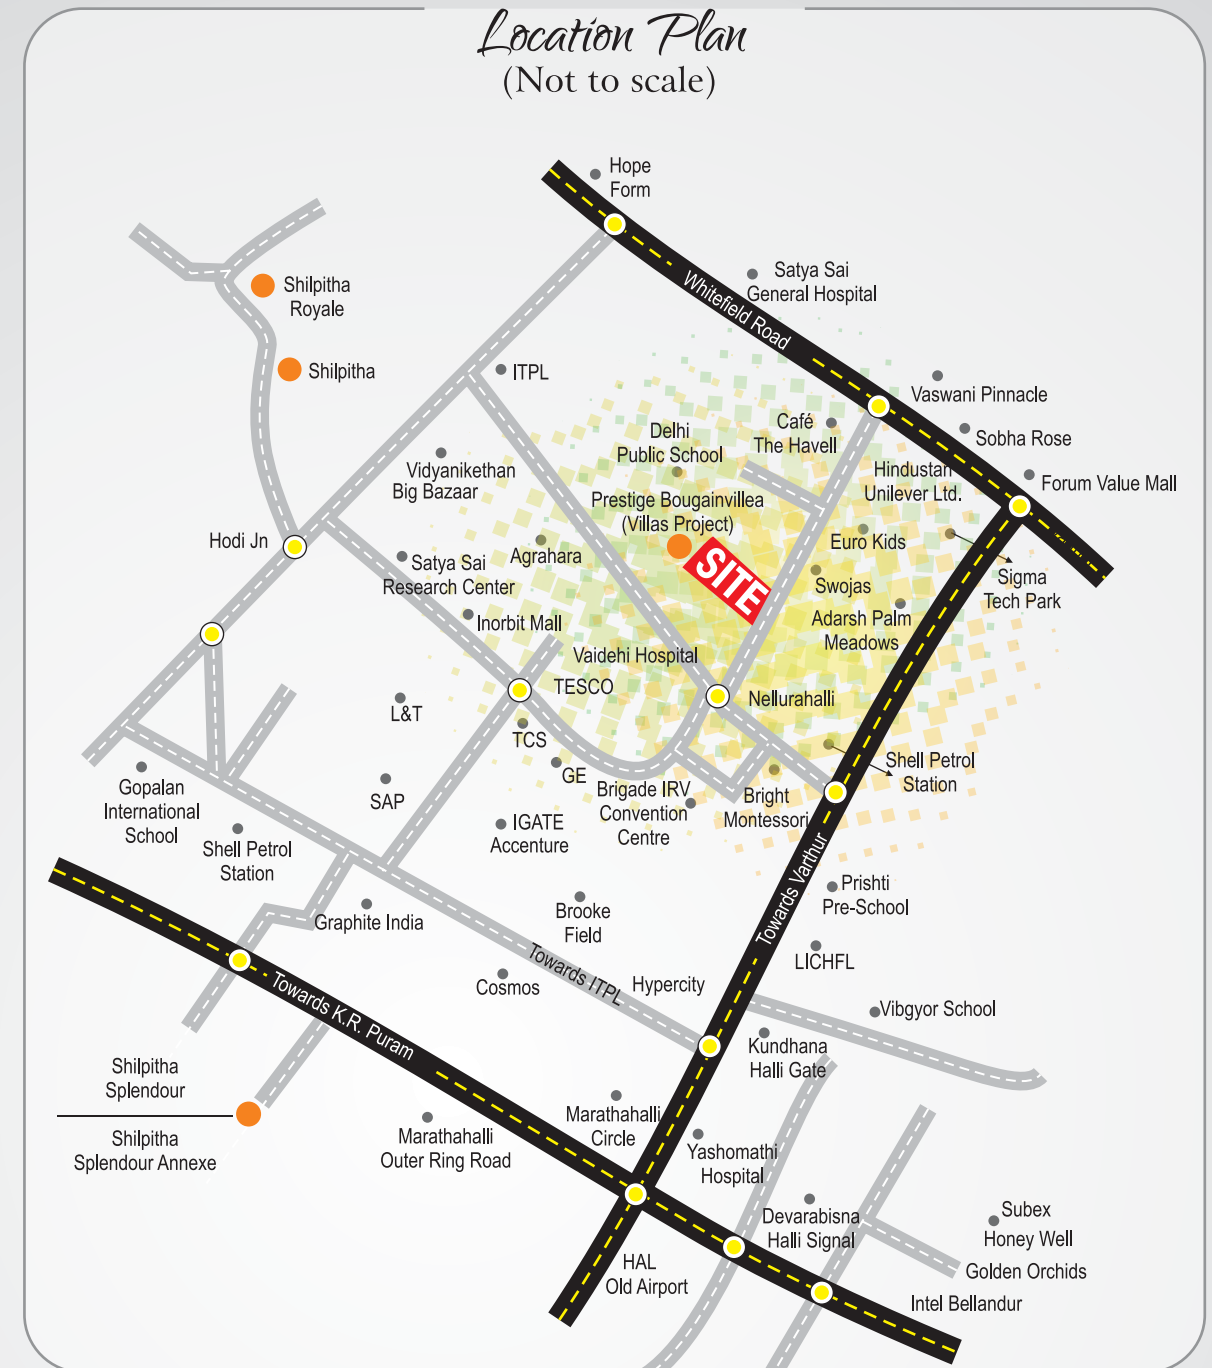 Location Plan
(Not to scale)
Hope
Form
Satya Sai
General Hospital
Whitefield Road
Shilpitha
Royale
Shilpitha
ITPL
Vaswani Pinnacle
Sobha Rose
Forum Value Mall
Café
The Havell
Delhi
Public School
Hindustan
Unilever Ltd.
Vidyanikethan
Big Bazaar
Prestige Bougainvillea
(Villas Project)
SITE
Hodi Jn
Agrahara
Satya Sai
Research Center
Euro Kids
Swojas
Sigma
Tech Park
Adarsh Palm
Meadows
Inorbit Mall
Vaidehi Hospital
TESCO
Nellurahalli
L&T
TCS
GE
Shell Petrol
Station
Gopalan
International
School
SAP
Brigade IRV
Convention
Centre
Bright
Montessori
IGATE
Accenture
Shell Petrol
Station
Graphite India
Brooke
Field
Towards Varthur
Prishti
Pre-School
LICHFL
Cosmos
Towards ITPL
Hypercity
Vibgyor School
Towards K.R. Puram
Kundhana
Halli Gate
Shilpitha
Splendour
Shilpitha
Splendour Annexe
Marathahalli
Outer Ring Road
Marathahalli
Circle
Yashomathi
Hospital
Devarabisna
Halli Signal
Subex
Honey Well
HAL
Old Airport
Golden Orchids
Intel Bellandur